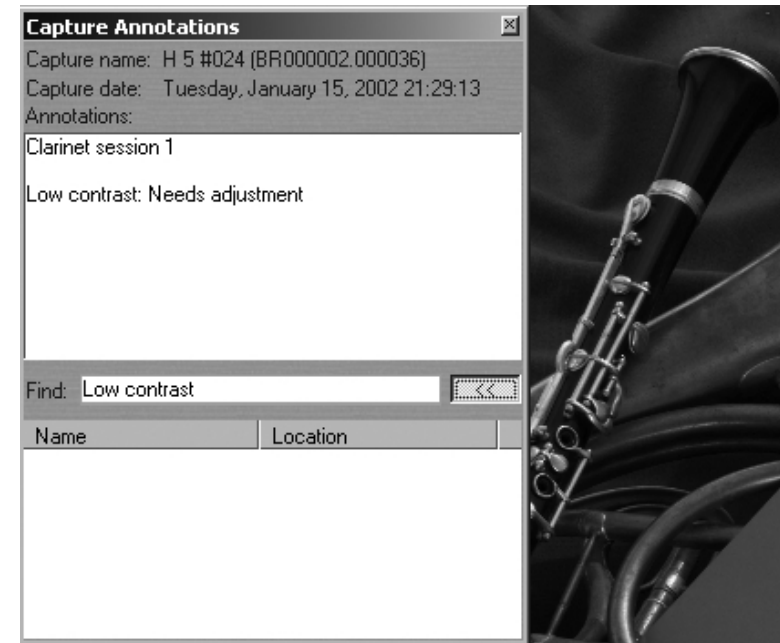 Capture Annotations
Capture name: H 5 #024 (BR000002.000036)
Capture date: Tuesday, January 15, 2002 21:29:13
Annotations:
Clarinet session 1
Low contrast: Needs adjustment
Find: Low contrast <<
Name Location